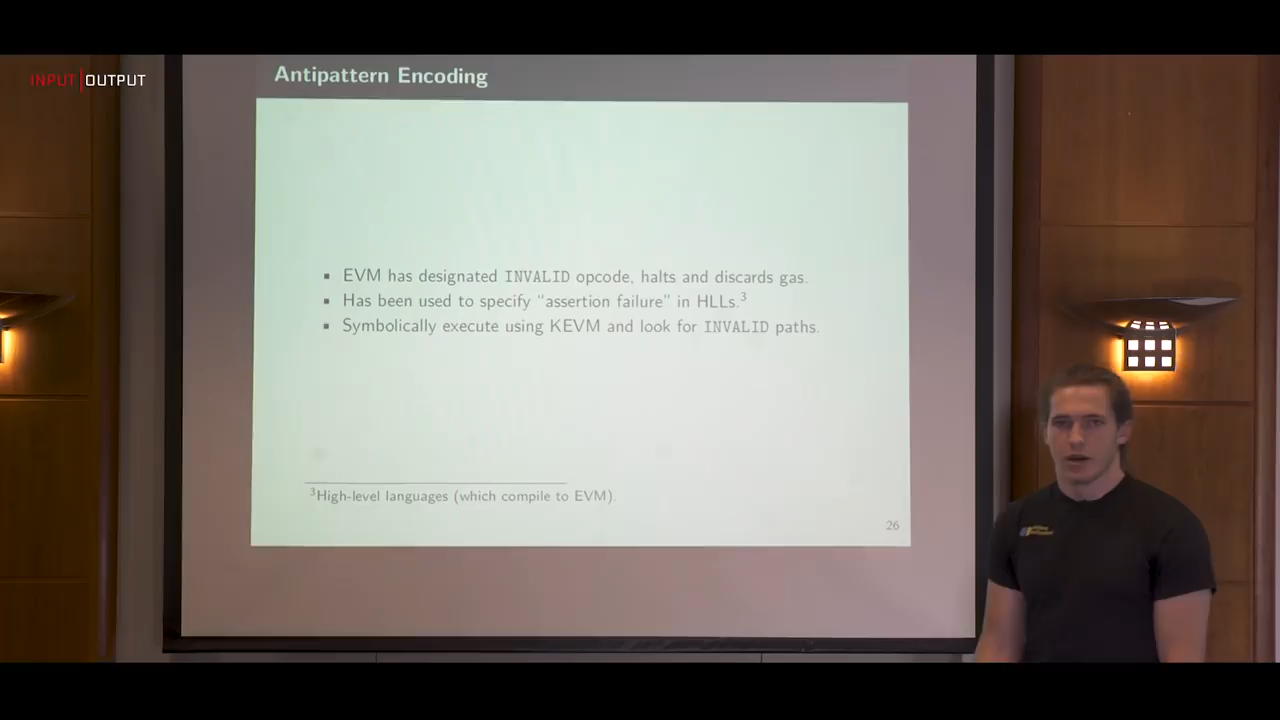 INPUT|OUTPUT
Antipattern Encoding
▪ EVM has designated INVALID opcode, halts and discards gas.
▪ Has been used to specify “assertion failure” in HLLs.3
▪ Symbolically execute using KEVM and look for INVALID paths.
3High-level languages (which compile to EVM).
26